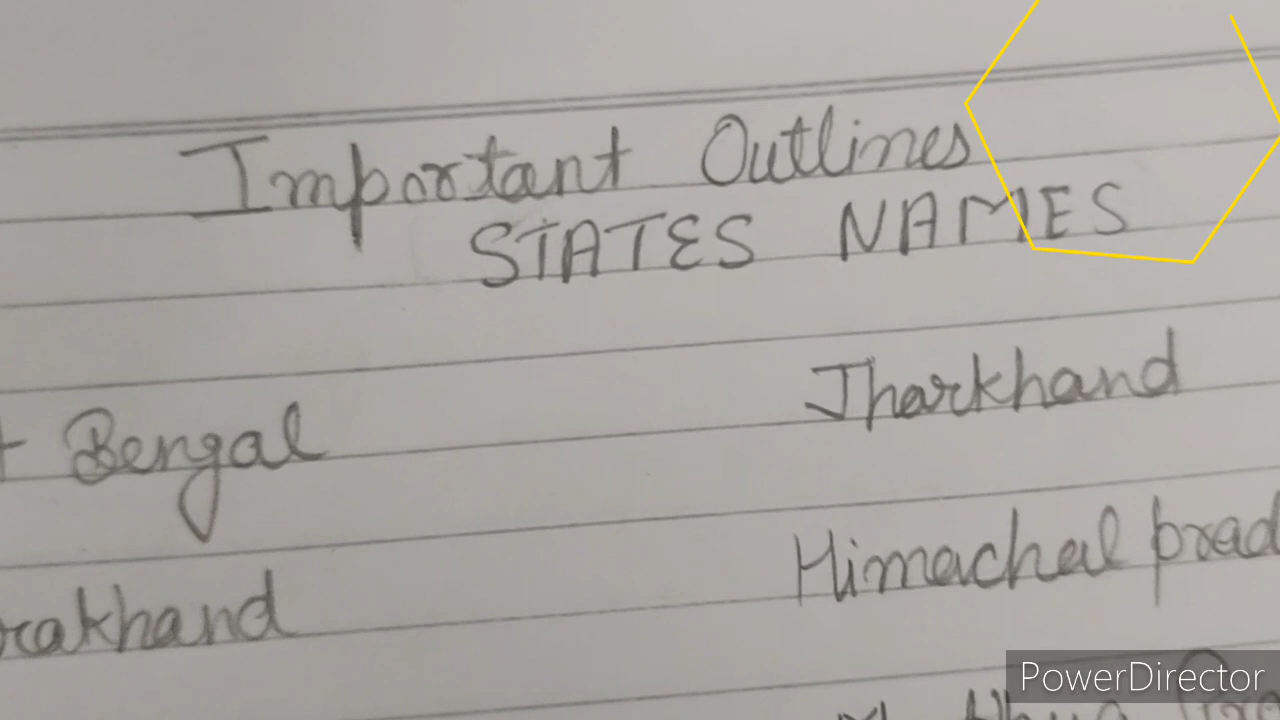 Important Outlines
STATES NAMES
Bengal
Jharkhand
rakhand
Himachal prad
PowerDirector